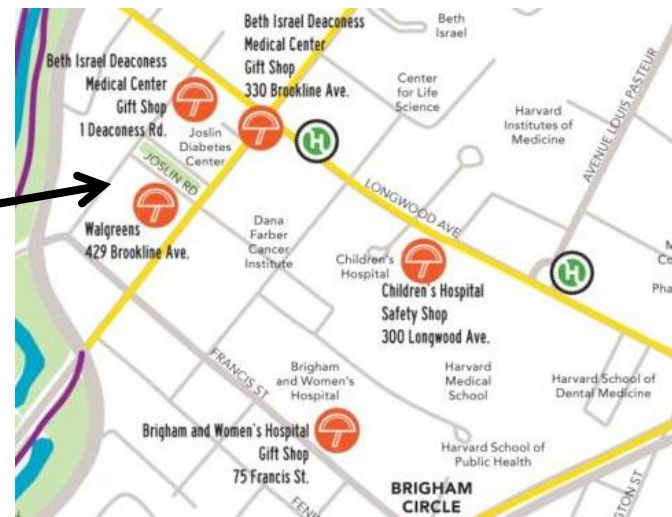 Beth Israel Deaconess
Medical Center
Gift Shop
330 Brookline Ave.
Beth
Israel
Beth Israel Deaconess
Medical Center
Gift Shop
1 Deaconess Rd.
Joslin
Diabetes
Center
H
Center
for Life
Science
Harvard
Institutes of
Medicine
AVENUE LOUIS PASTEUR
JOSLIN RD
LONGWOOD AVE
Walgreens
429 Brookline Ave.
Dana
Farber
Cancer
Institute
Children's
Hospital
Children's Hospital
Safety Shop
300 Longwood Ave.
H
FRANCIS ST
Brigham
and Women's
Hospital
Harvard
Medical
School
Harvard School of
Dental Medicine
Brigham and Women's Hospital
Gift Shop
75 Francis St.
Harvard School of
Public Health
BRIGHAM
CIRCLE